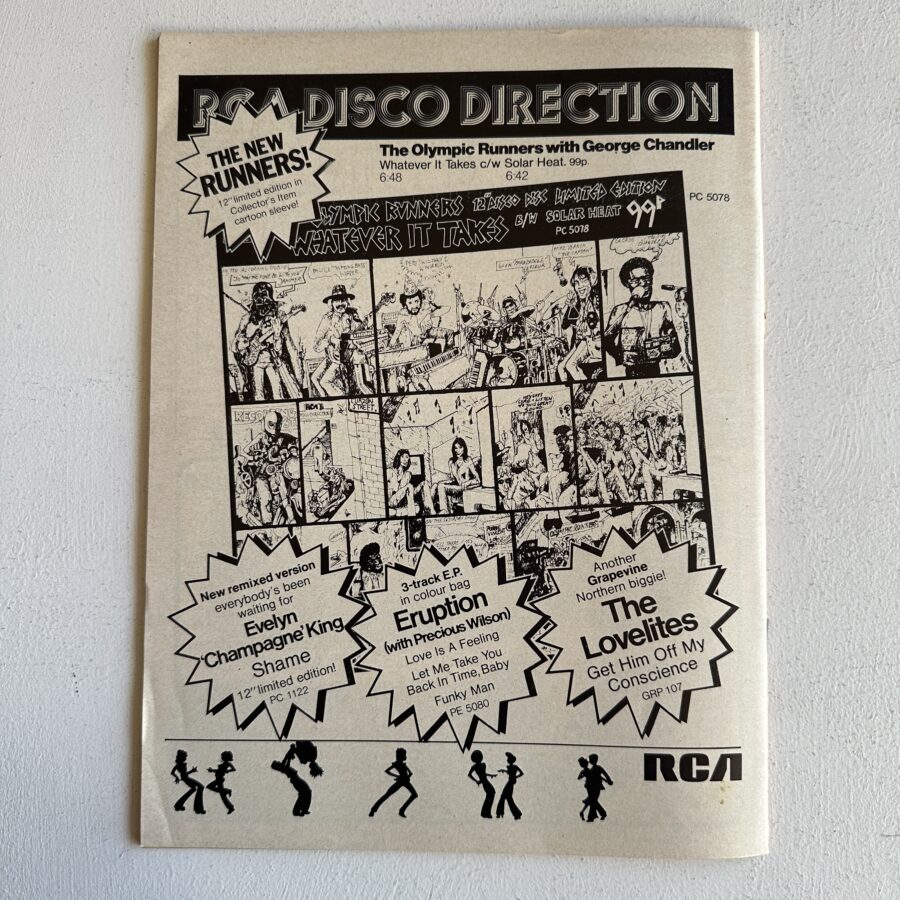 RCA DISCO DIRECTION
THE NEW
RUNNERS!
12" limited edition in
Collector's Item
cartoon sleeve!
The Olympic Runners with George Chandler
Whatever It Takes c/w Solar Heat. 99p.
6:48 6:42
PC 5078
OLYMPIC RUNNERS 12" DISCO DISC LIMITED EDITION
WHATEVER IT TAKES B/W SOLAR HEAT 99p
PC 5078
RCA
New remixed version
everybody's been
waiting for
Evelyn
'Champagne' King
Shame
12" limited edition!
PC 1122
3-track E.P.
in colour bag
Eruption
(with Precious Wilson)
Love Is A Feeling
Let Me Take You
Back In Time, Baby
Funky Man
PE 5080
Another
Grapevine
Northern biggie!
The
Lovelites
Get Him Off My
Conscience
GRP 107
RCA